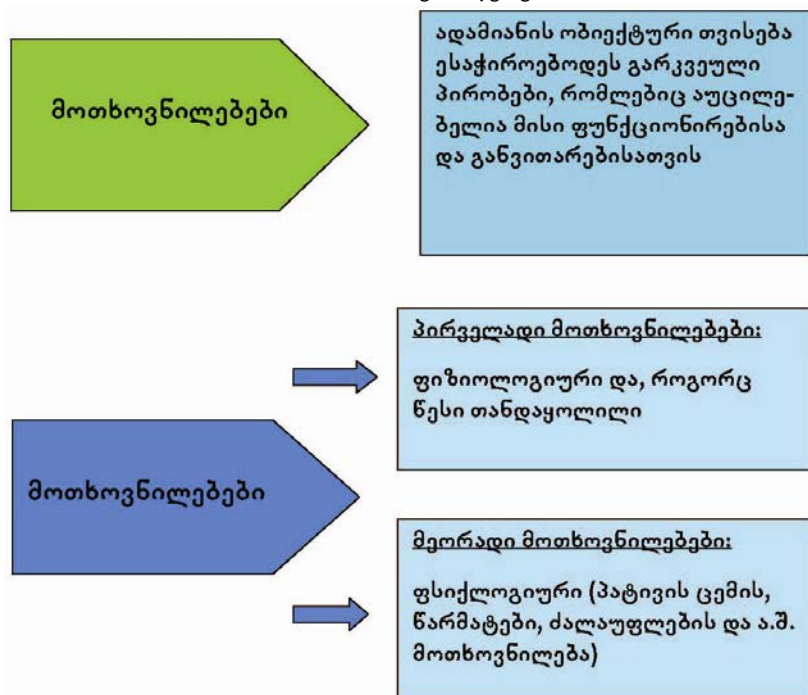 მოთხოვნილებები
ადამიანის ობიექტური თვისება
ესაჭიროებოდეს გარკვეული
პირობები, რომლებიც აუცილე-
ბელია მისი ფუნქციონირებისა
და განვითარებისათვის
მოთხოვნილებები
პირველადი მოთხოვნილებები:
ფიზიოლოგიური და, როგორც
წესი თანდაყოლილი
მეორადი მოთხოვნილებები:
ფსიქლოგიური (პატივის ცემის,
წარმატები, ძალაუფლების და ა.შ.
მოთხოვნილება)